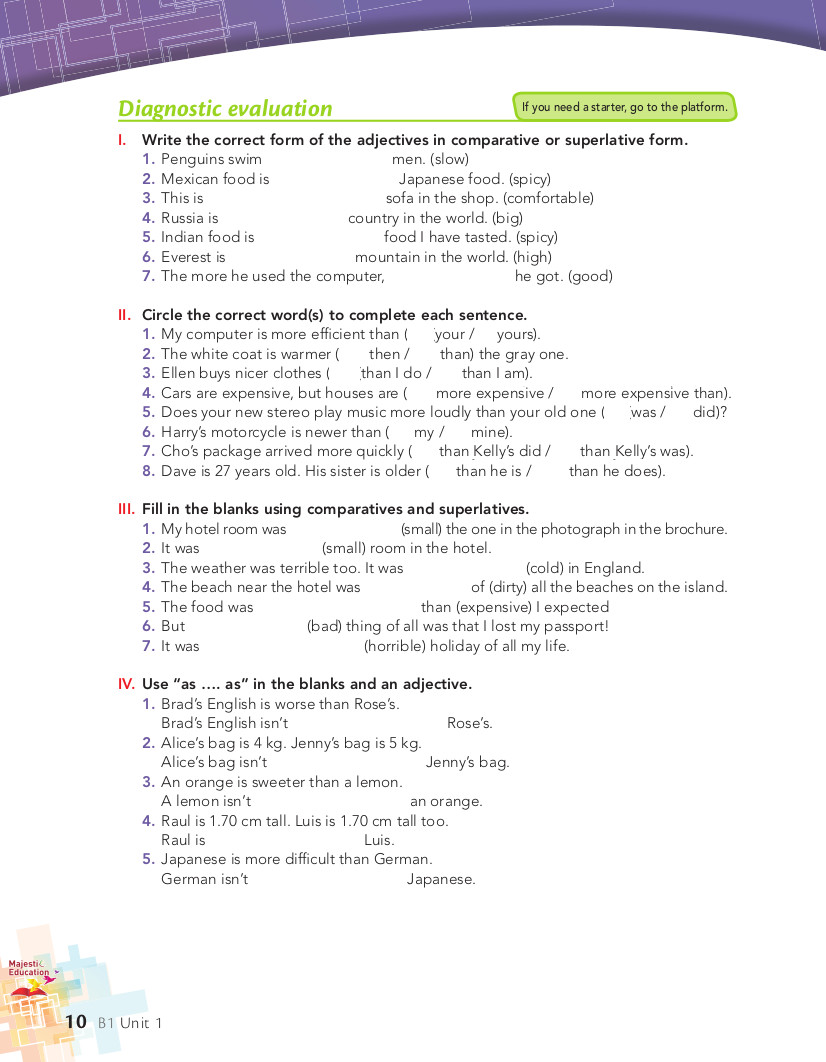 Diagnostic evaluation
If you need a starter, go to the platform.
I. Write the correct form of the adjectives in comparative or superlative form.
1. Penguins swim men. (slow)
2. Mexican food is Japanese food. (spicy)
3. This is sofa in the shop. (comfortable)
4. Russia is country in the world. (big)
5. Indian food is food I have tasted. (spicy)
6. Everest is mountain in the world. (high)
7. The more he used the computer, he got. (good)
II. Circle the correct word(s) to complete each sentence.
1. My computer is more efficient than ( your / yours).
2. The white coat is warmer ( then / than) the gray one.
3. Ellen buys nicer clothes ( than I do / than I am).
4. Cars are expensive, but houses are ( more expensive / more expensive than).
5. Does your new stereo play music more loudly than your old one ( was / did)?
6. Harry's motorcycle is newer than ( my / mine).
7. Cho's package arrived more quickly ( than Kelly's did / than Kelly's was).
8. Dave is 27 years old. His sister is older ( than he is / than he does).
III. Fill in the blanks using comparatives and superlatives.
1. My hotel room was (small) the one in the photograph in the brochure.
2. It was (small) room in the hotel.
3. The weather was terrible too. It was (cold) in England.
4. The beach near the hotel was of (dirty) all the beaches on the island.
5. The food was than (expensive) I expected
6. But (bad) thing of all was that I lost my passport!
7. It was (horrible) holiday of all my life.
IV. Use "as .... as" in the blanks and an adjective.
1. Brad's English is worse than Rose's.
Brad's English isn't Rose's.
2. Alice's bag is 4 kg. Jenny's bag is 5 kg.
Alice's bag isn't Jenny's bag.
3. An orange is sweeter than a lemon.
A lemon isn't an orange.
4. Raul is 1.70 cm tall. Luis is 1.70 cm tall too.
Raul is Luis.
5. Japanese is more difficult than German.
German isn't Japanese.
Majestic
Education
10 B1 Unit 1